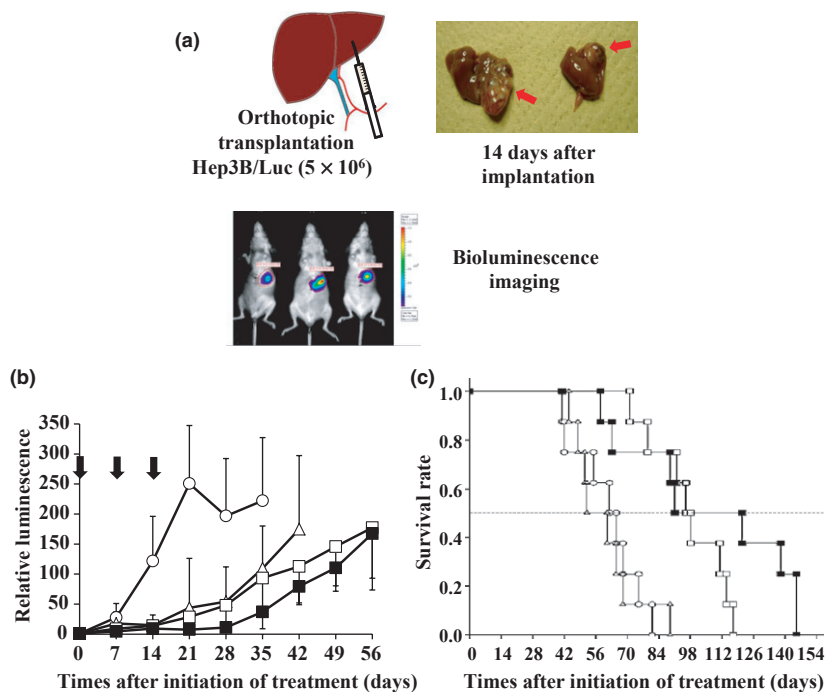 (a)
Orthotopic
transplantation
Hep3B/Luc (5 × 10⁶)
14 days after
implantation
Bioluminescence
imaging
(b)
350
300
250
200
150
100
50
0
Relative luminescence
0 7 14 21 28 35 42 49 56
Times after initiation of treatment (days)
(c)
1.0
0.8
0.6
0.4
0.2
0.0
Survival rate
0 14 28 42 56 70 84 98 112 126 140 154
Times after initiation of treatment (days)